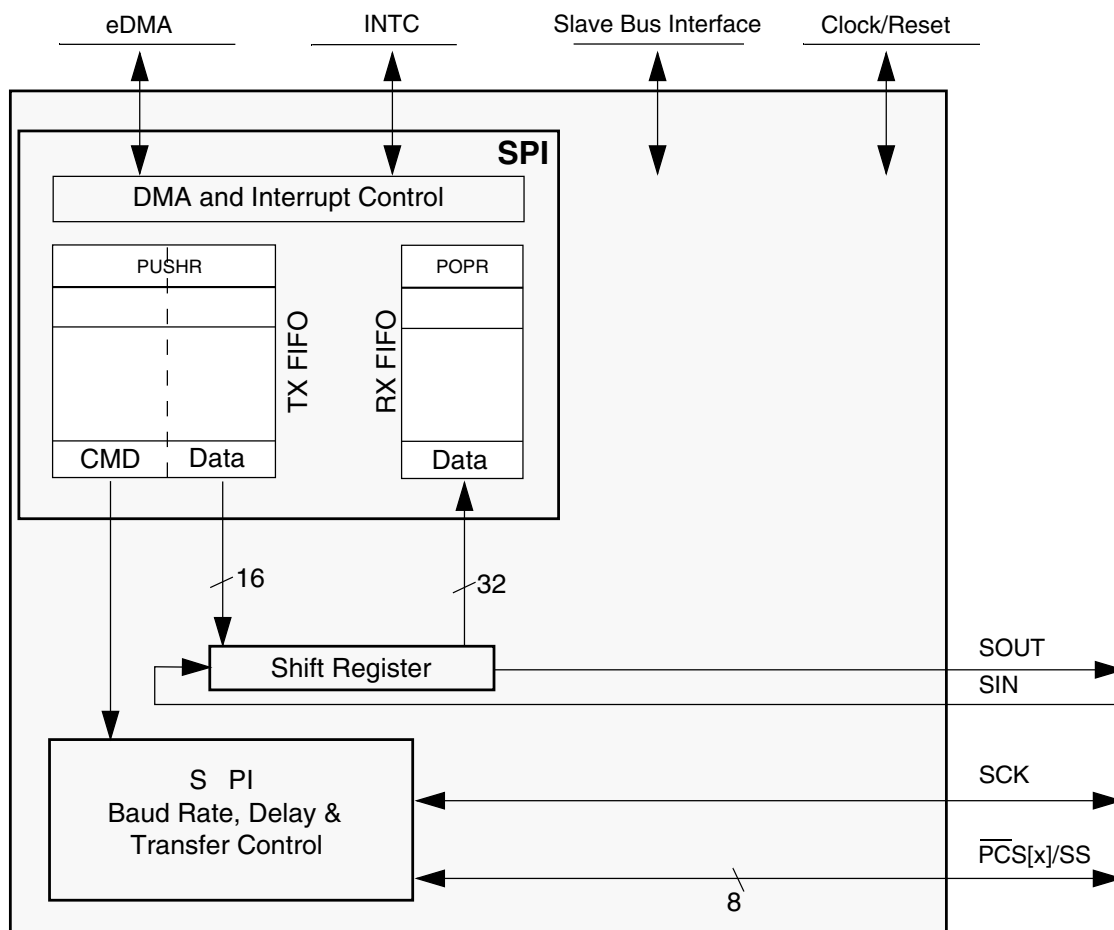 eDMA
INTC
Slave Bus Interface
Clock/Reset
SPI
DMA and Interrupt Control
PUSHR
POPR
TX FIFO
RX FIFO
CMD
Data
Data
16
32
Shift Register
SOUT
SIN
S PI
Baud Rate, Delay &
Transfer Control
SCK
PCS[x]/SS
8